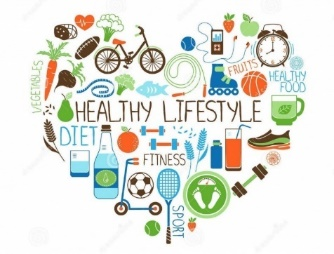 VEGETABLES
FRUITS
HEALTHY
FOOD
HEALTHY LIFESTYLE
DIET
FITNESS
SPORT